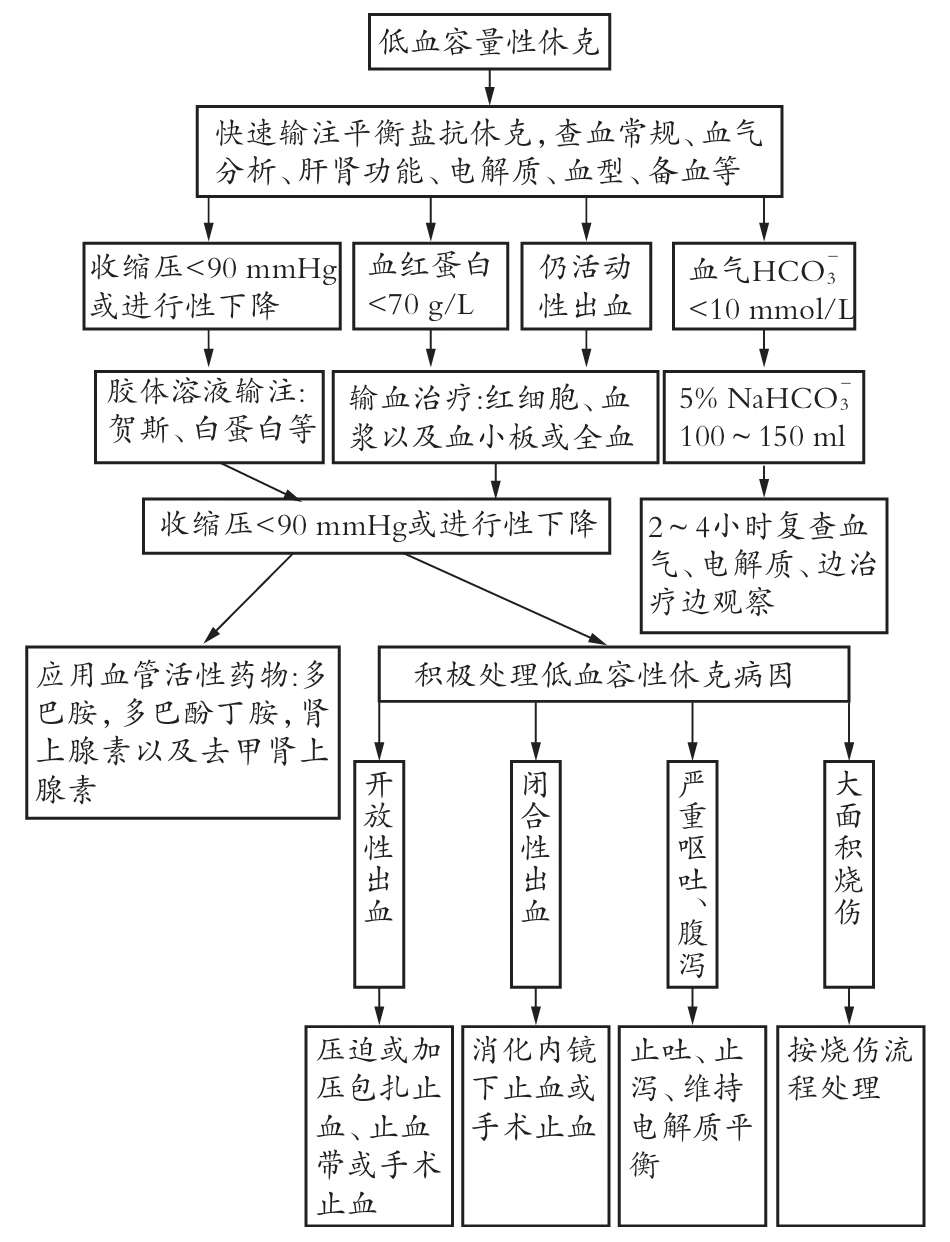 低血容量性休克
快速输注平衡盐抗休克,查血常规、血气
分析、肝肾功能、电解质、血型、备血等
收缩压<90 mmHg
或进行性下降
血红蛋白
<70 g/L
仍活动
性出血
血气HCO₃⁻
<10 mmol/L
胶体溶液输注:
贺斯、白蛋白等
输血治疗:红细胞、血
浆以及血小板或全血
5% NaHCO₃⁻
100~150 ml
收缩压<90 mmHg或进行性下降
2~4小时复查血
气、电解质、边治
疗边观察
应用血管活性药物:多
巴胺,多巴酚丁胺,肾
上腺素以及去甲肾上
腺素
积极处理低血容性休克病因
开放性出血
闭合性出血
严重呕吐、腹泻
大面积烧伤
压迫或加
压包扎止
血、止血
带或手术
止血
消化内镜
下止血或
手术止血
止吐、止
泻、维持
电解质平
衡
按烧伤流
程处理